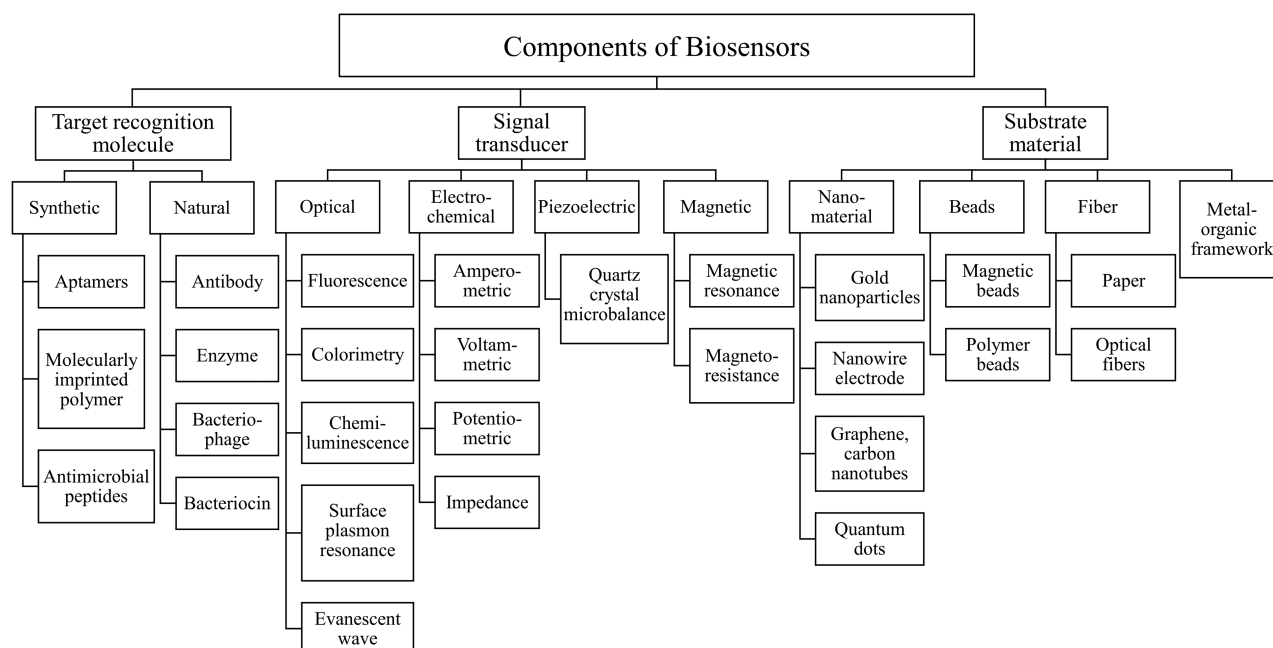 Components of Biosensors
Target recognition
molecule
Signal
transducer
Substrate
material
Synthetic
Natural
Optical
Electro-
chemical
Piezoelectric
Magnetic
Nano-
material
Beads
Fiber
Metal-
organic
framework
Aptamers
Molecularly
imprinted
polymer
Antimicrobial
peptides
Antibody
Enzyme
Bacterio-
phage
Bacteriocin
Fluorescence
Colorimetry
Chemi-
luminescence
Surface
plasmon
resonance
Evanescent
wave
Ampero-
metric
Voltam-
metric
Potentio-
metric
Impedance
Quartz
crystal
microbalance
Magnetic
resonance
Magneto-
resistance
Gold
nanoparticles
Nanowire
electrode
Graphene,
carbon
nanotubes
Quantum
dots
Magnetic
beads
Polymer
beads
Paper
Optical
fibers